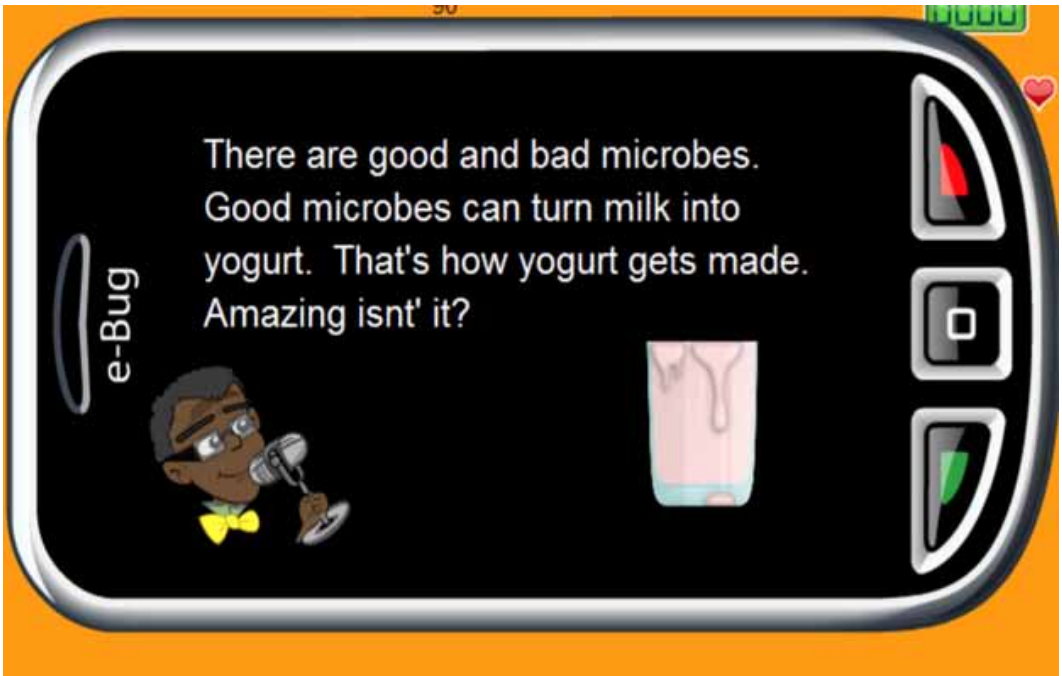 There are good and bad microbes.
Good microbes can turn milk into
yogurt.  That's how yogurt gets made.
Amazing isnt' it?
e-Bug